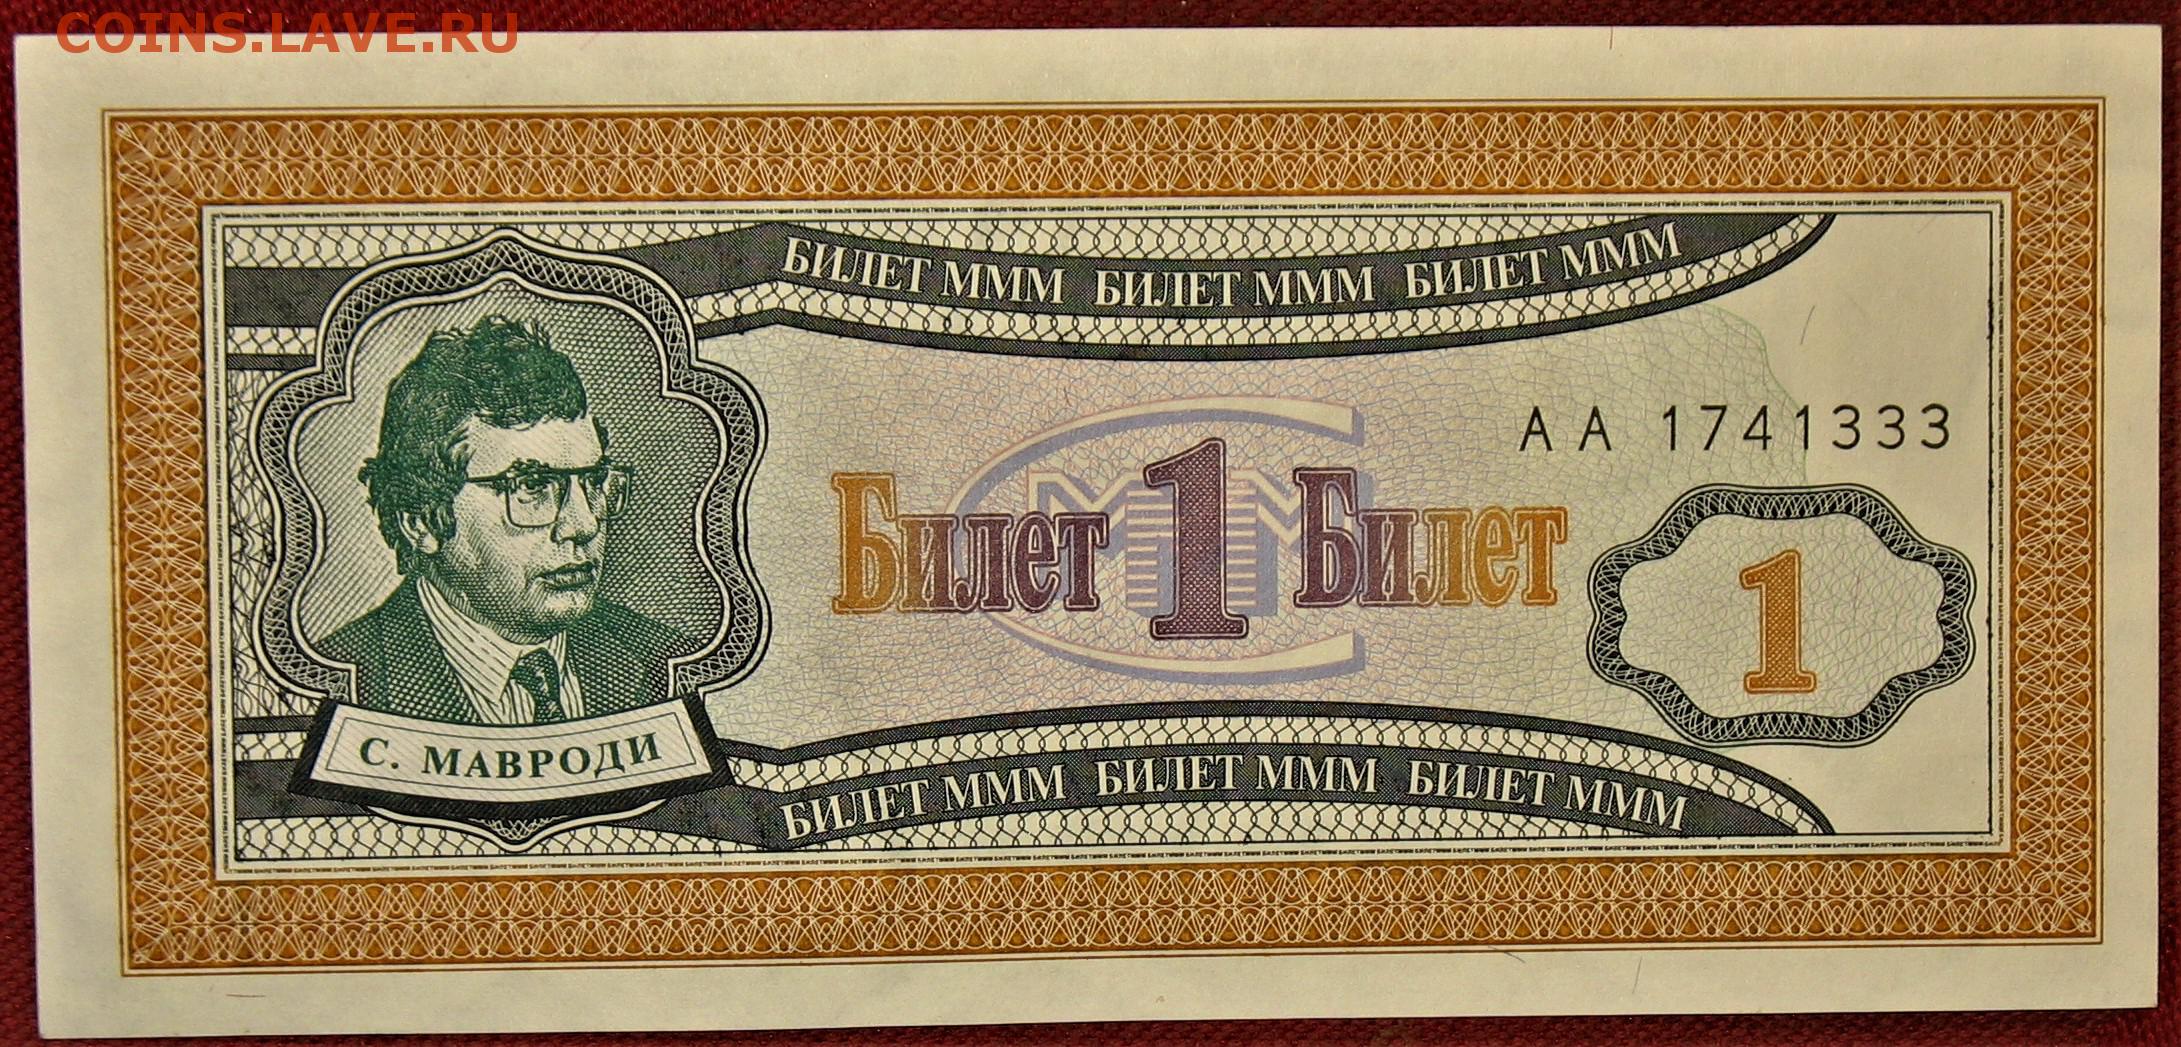 COINS.LAVE.RU
БИЛЕТ МММ БИЛЕТ МММ БИЛЕТ МММ
АА 1741333
Билет 1 Билет
1
С. МАВРОДИ
БИЛЕТ МММ БИЛЕТ МММ БИЛЕТ МММ